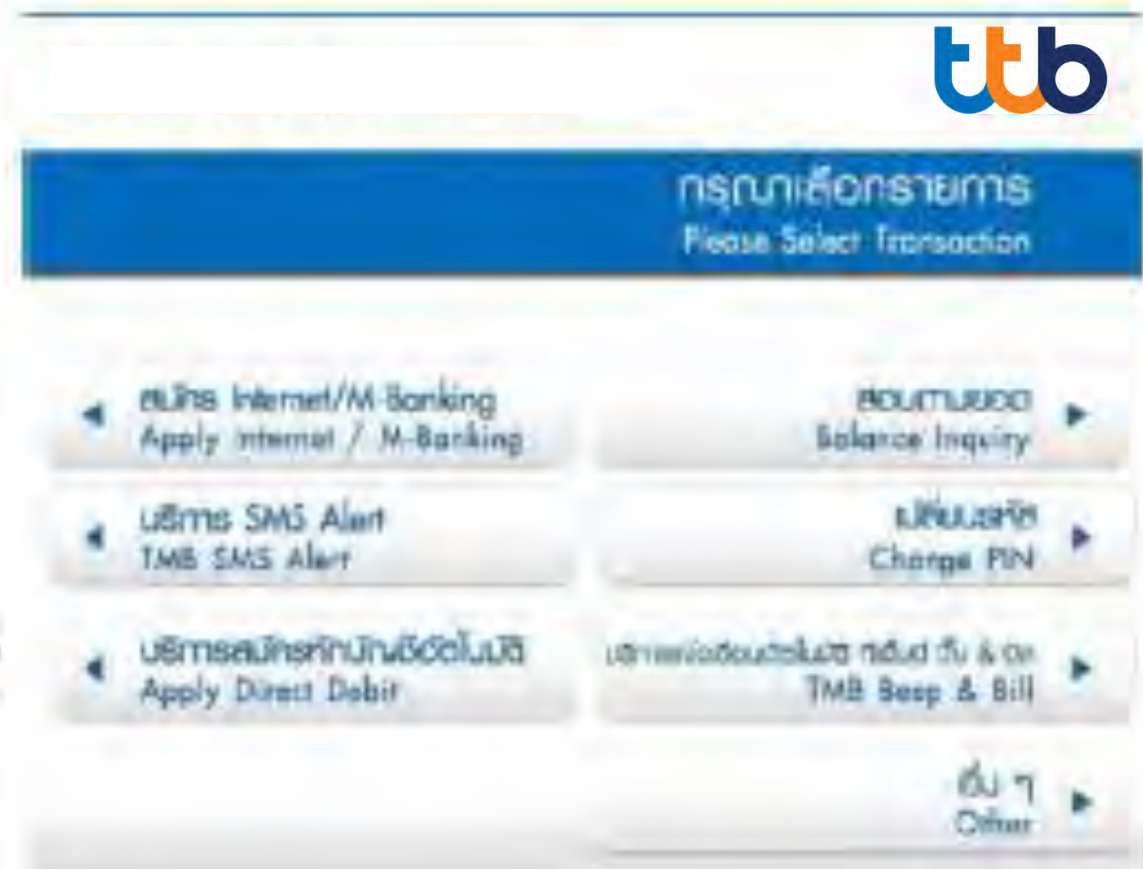 ttb
กรุณาเลือกรายการ
Please Select Transaction
สมัคร Internet/M-Banking
Apply Internet / M-Banking
สอบถามยอด
Balance Inquiry
บริการ SMS Alert
TMB SMS Alert
เปลี่ยนรหัส
Change PIN
บริการสมัครหักบัญชีอัตโนมัติ
Apply Direct Debit
TMB Beep & Bill
อื่น ๆ
Other